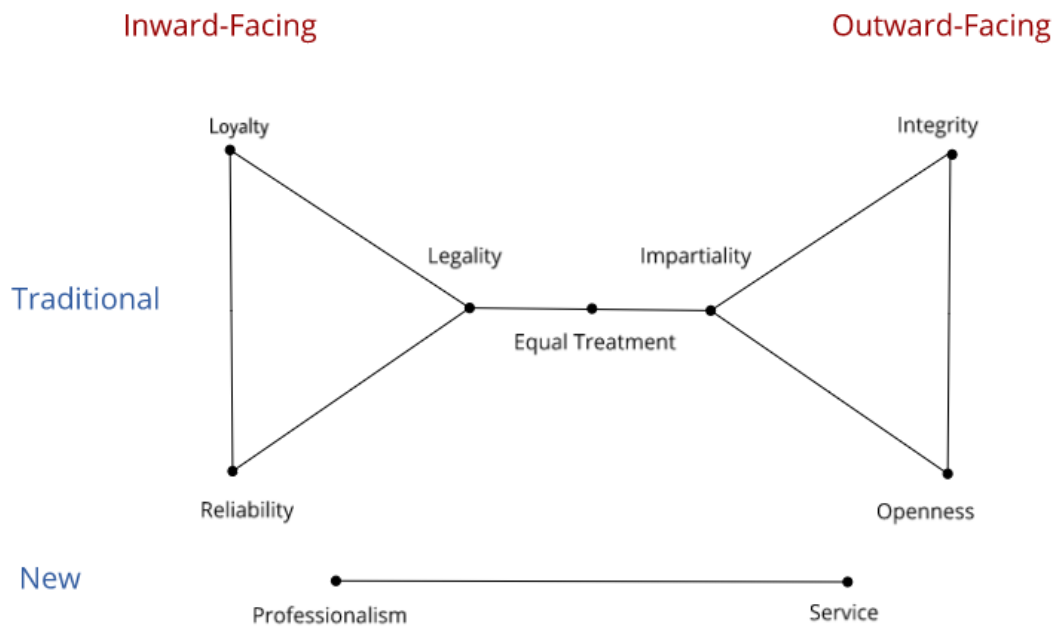 Inward-Facing
Outward-Facing
Loyalty
Integrity
Legality
Impartiality
Traditional
Equal Treatment
Reliability
Openness
New
Professionalism
Service